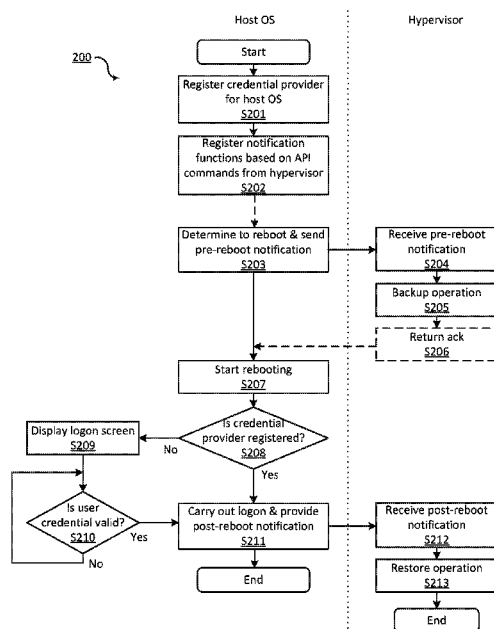 Host OS
Hypervisor
200
Start
Register credential provider
for host OS
S201
Register notification
functions based on API
commands from hypervisor
S202
Determine to reboot & send
pre-reboot notification
S203
Receive pre-reboot
notification
S204
Backup operation
S205
Return ack
S206
Start rebooting
S207
Is credential
provider registered?
S208
No
Yes
Display logon screen
S209
Is user
credential valid?
S210
Yes
No
Carry out logon & provide
post-reboot notification
S211
Receive post-reboot
notification
S212
End
Restore operation
S213
End